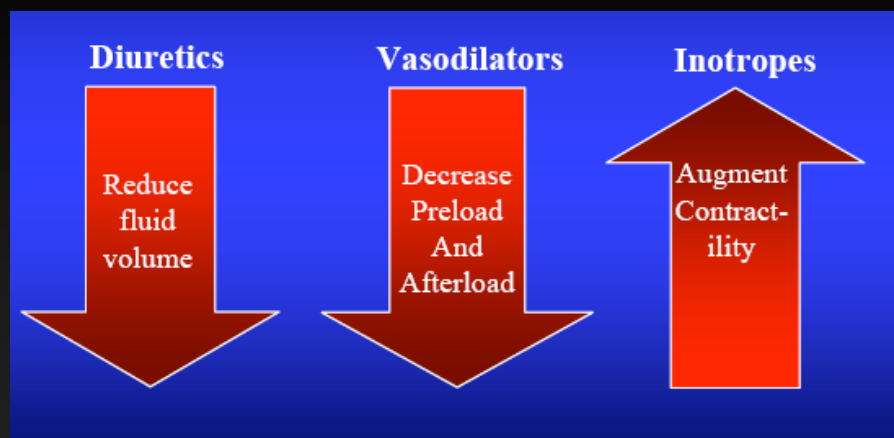 Diuretics
Reduce
fluid
volume
Vasodilators
Decrease
Preload
And
Afterload
Inotropes
Augment
Contract-
ility